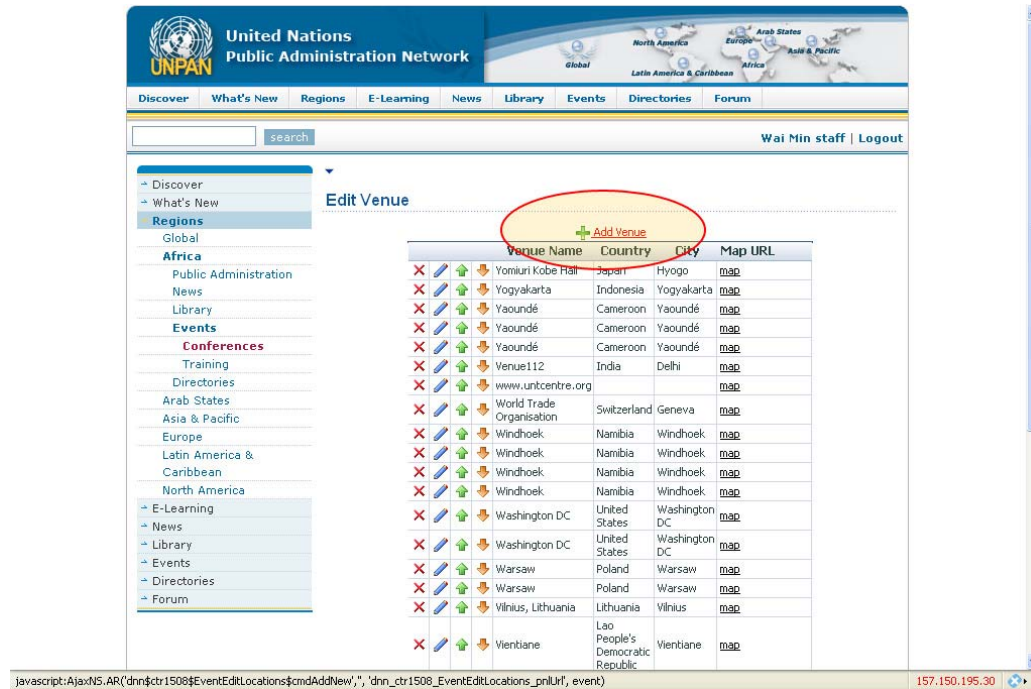 United Nations
Public Administration Network
UNPAN
Global
North America
Latin America & Caribbean
Europe
Arab States
Africa
Asia & Pacific
Discover What's New Regions E-Learning News Library Events Directories Forum
search
Wai Min staff | Logout
Discover
What's New
Regions
Global
Africa
Public Administration
News
Library
Events
Conferences
Training
Directories
Arab States
Asia & Pacific
Europe
Latin America &
Caribbean
North America
E-Learning
News
Library
Events
Directories
Forum
Edit Venue
Add Venue
Venue Name Country City Map URL
Yomiuri Kobe Hall Japan Hyogo map
Yogyakarta Indonesia Yogyakarta map
Yaoundé Cameroon Yaoundé map
Yaoundé Cameroon Yaoundé map
Yaoundé Cameroon Yaoundé map
Venue112 India Delhi map
www.untcentre.org map
World Trade
Organisation Switzerland Geneva map
Windhoek Namibia Windhoek map
Windhoek Namibia Windhoek map
Windhoek Namibia Windhoek map
Windhoek Namibia Windhoek map
Washington DC United
States Washington
DC map
Washington DC United
States Washington
DC map
Warsaw Poland Warsaw map
Warsaw Poland Warsaw map
Vilnius, Lithuania Lithuania Vilnius map
Vientiane Lao
People's
Democratic
Republic Vientiane map
javascript:AjaxNS.AR('dnn$ctr1508$EventEditLocations$cmdAddNew','', 'dnn_ctr1508_EventEditLocations_pnlUrl', event)
157.150.195.30